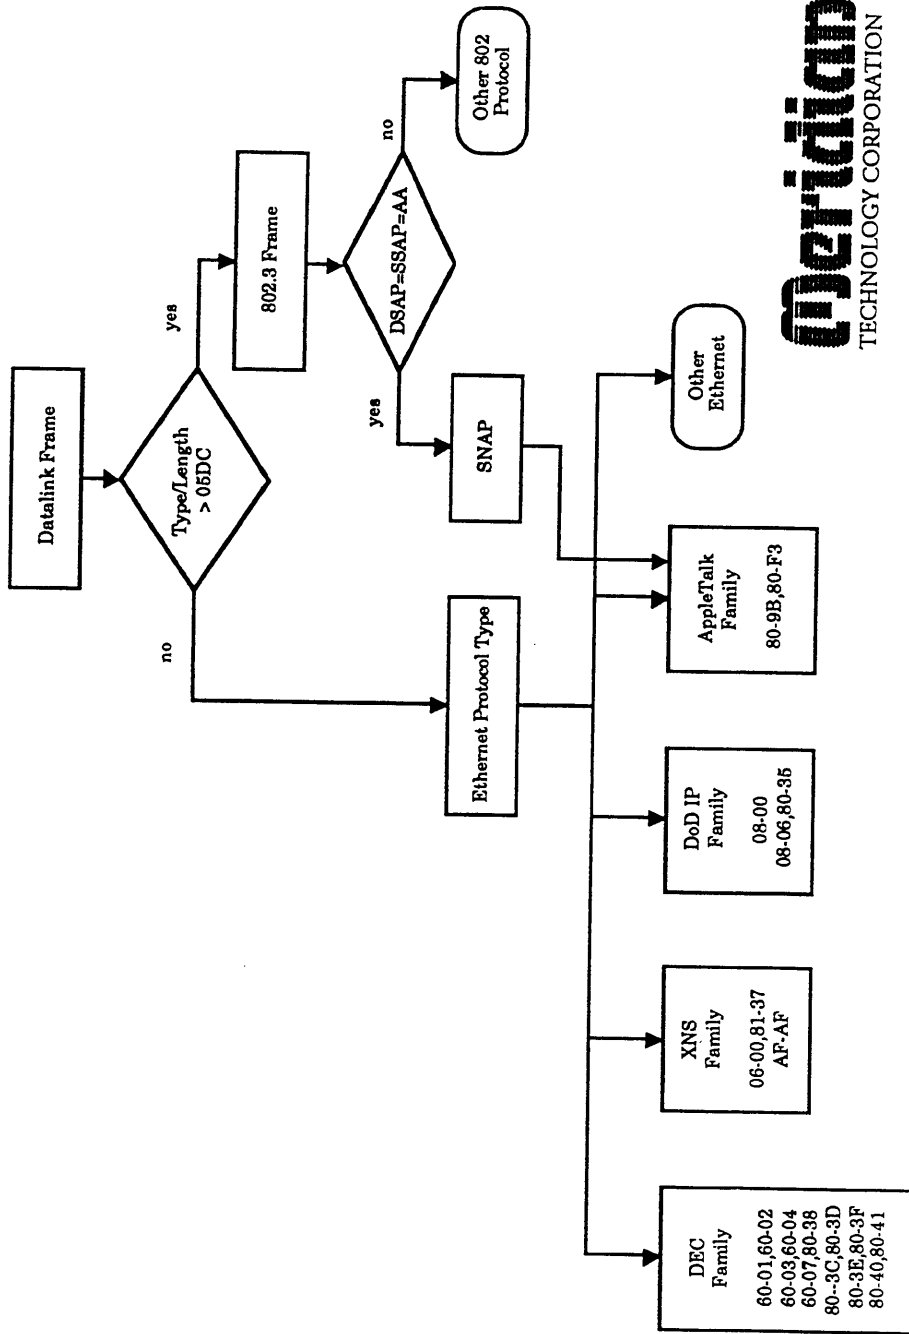 Datalink Frame
Type/Length
> 05DC
yes
no
802.3 Frame
DSAP=SSAP=AA
no
yes
Other 802
Protocol
SNAP
Ethernet Protocol Type
DEC
Family
60-01,60-02
60-03,60-04
60-07,80-38
80--3C,80-3D
80-3E,80-3F
80-40,80-41
XNS
Family
06-00,81-37
AF-AF
DoD IP
Family
08-00
08-06,80-35
AppleTalk
Family
80-9B,80-F3
Other
Ethernet
Meridian
TECHNOLOGY CORPORATION